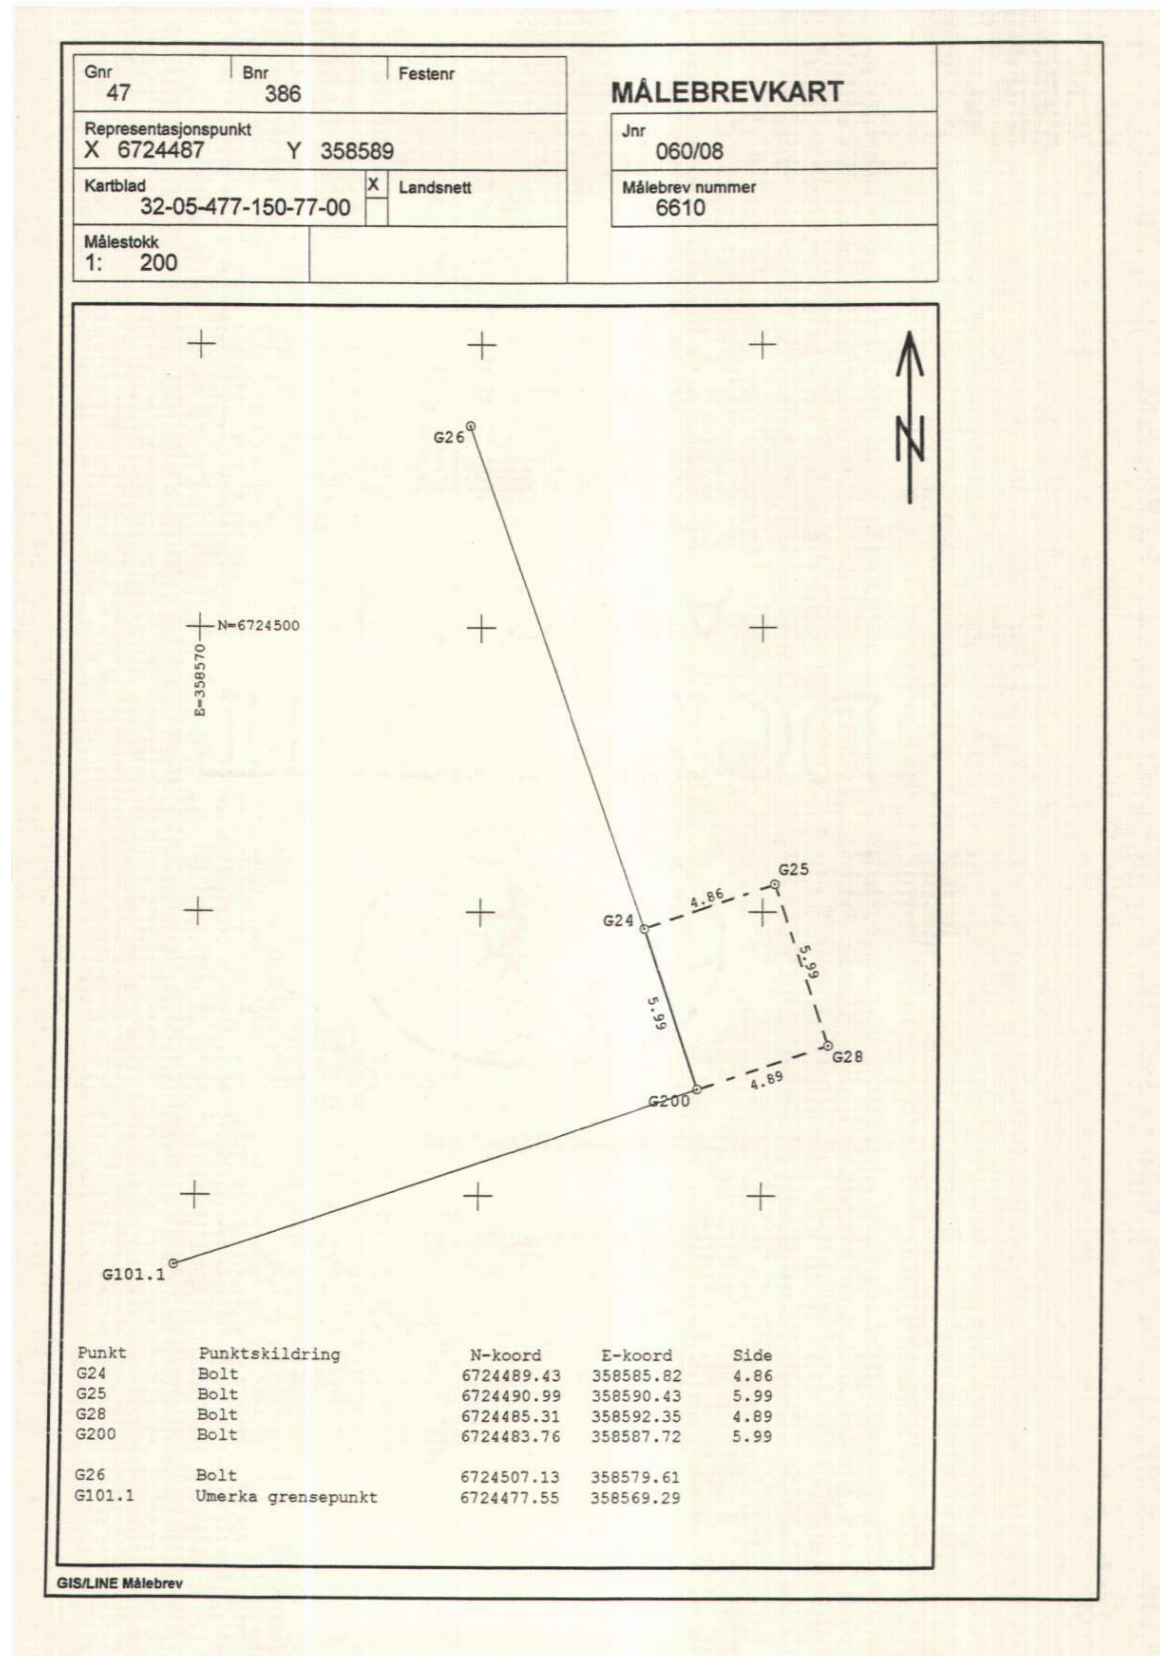 Gnr Bnr Festenr
47 386
MÅLEBREVKART
Representasjonspunkt
X 6724487 Y 358589
Jnr
060/08
Kartblad X Landsnett
32-05-477-150-77-00
Målebrev nummer
6610
Målestokk
1: 200
N
G26
N=6724500
E=358570
G25
4.86
G24
5.99
5.99
G28
4.89
G200
G101.1
Punkt Punktskildring N-koord E-koord Side
G24 Bolt 6724489.43 358585.82 4.86
G25 Bolt 6724490.99 358590.43 5.99
G28 Bolt 6724485.31 358592.35 4.89
G200 Bolt 6724483.76 358587.72 5.99
G26 Bolt 6724507.13 358579.61
G101.1 Umerka grensepunkt 6724477.55 358569.29
GIS/LINE Målebrev